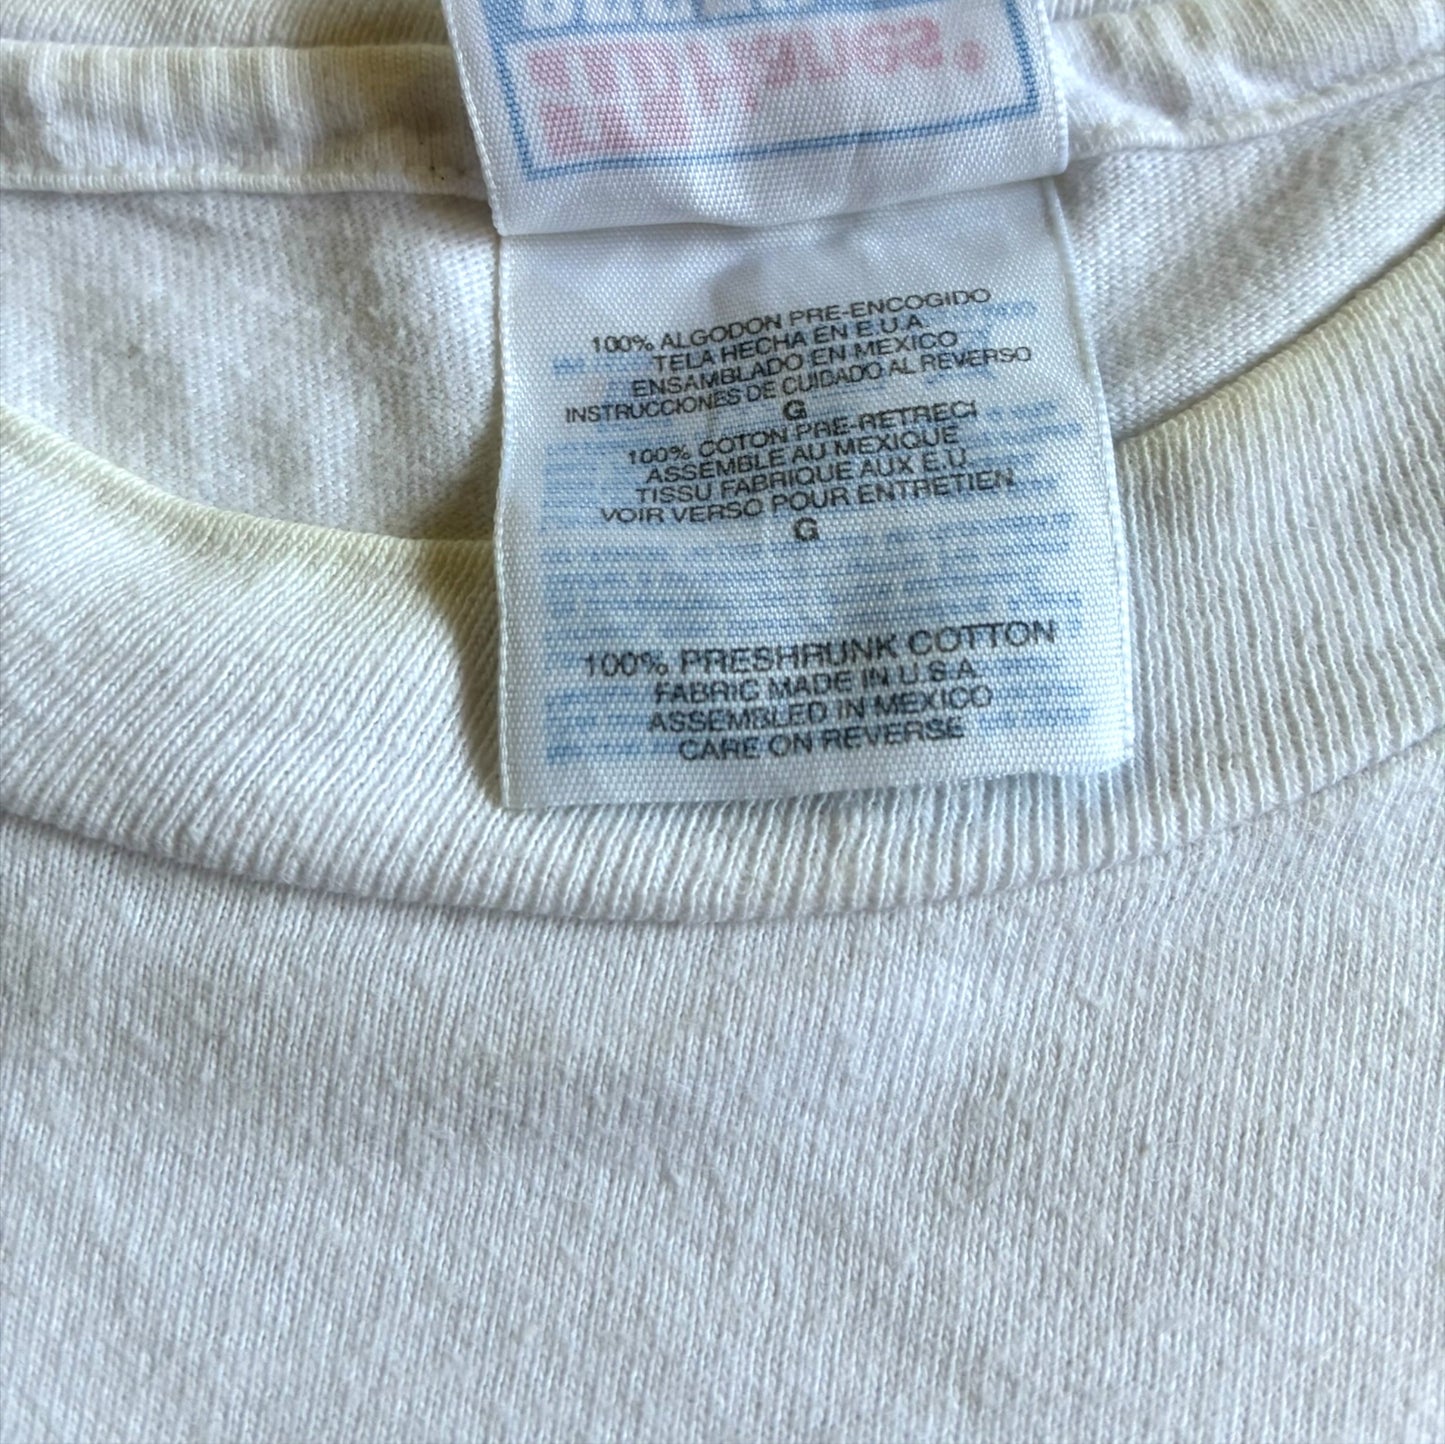 100% ALGODON PRE-ENCOGIDO
TELA HECHA EN E.U.A.
ENSAMBLADO EN MEXICO
INSTRUCCIONES DE CUIDADO AL REVERSO
G
100% COTON PRE-RETRECI
ASSEMBLE AU MEXIQUE
TISSU FABRIQUE AUX E.U.
VOIR VERSO POUR ENTRETIEN
G
100% PRESHRUNK COTTON
FABRIC MADE IN U.S.A.
ASSEMBLED IN MEXICO
CARE ON REVERSE